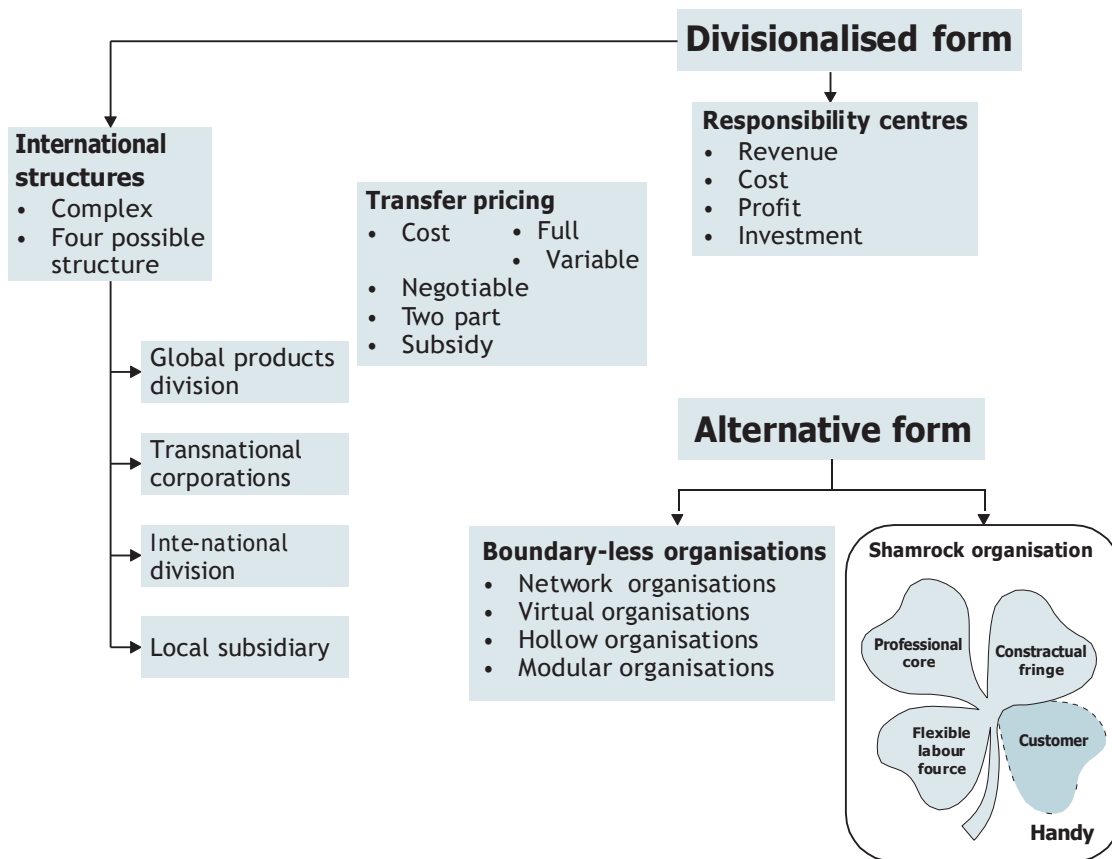 Divisionalised form
International
structures
• Complex
• Four possible
structure
Transfer pricing
• Cost • Full
• Variable
• Negotiable
• Two part
• Subsidy
Responsibility centres
• Revenue
• Cost
• Profit
• Investment
Global products
division
Transnational
corporations
Inte-national
division
Local subsidiary
Alternative form
Boundary-less organisations
• Network organisations
• Virtual organisations
• Hollow organisations
• Modular organisations
Shamrock organisation
Professional
core
Constractual
fringe
Flexible
labour
fource
Customer
Handy